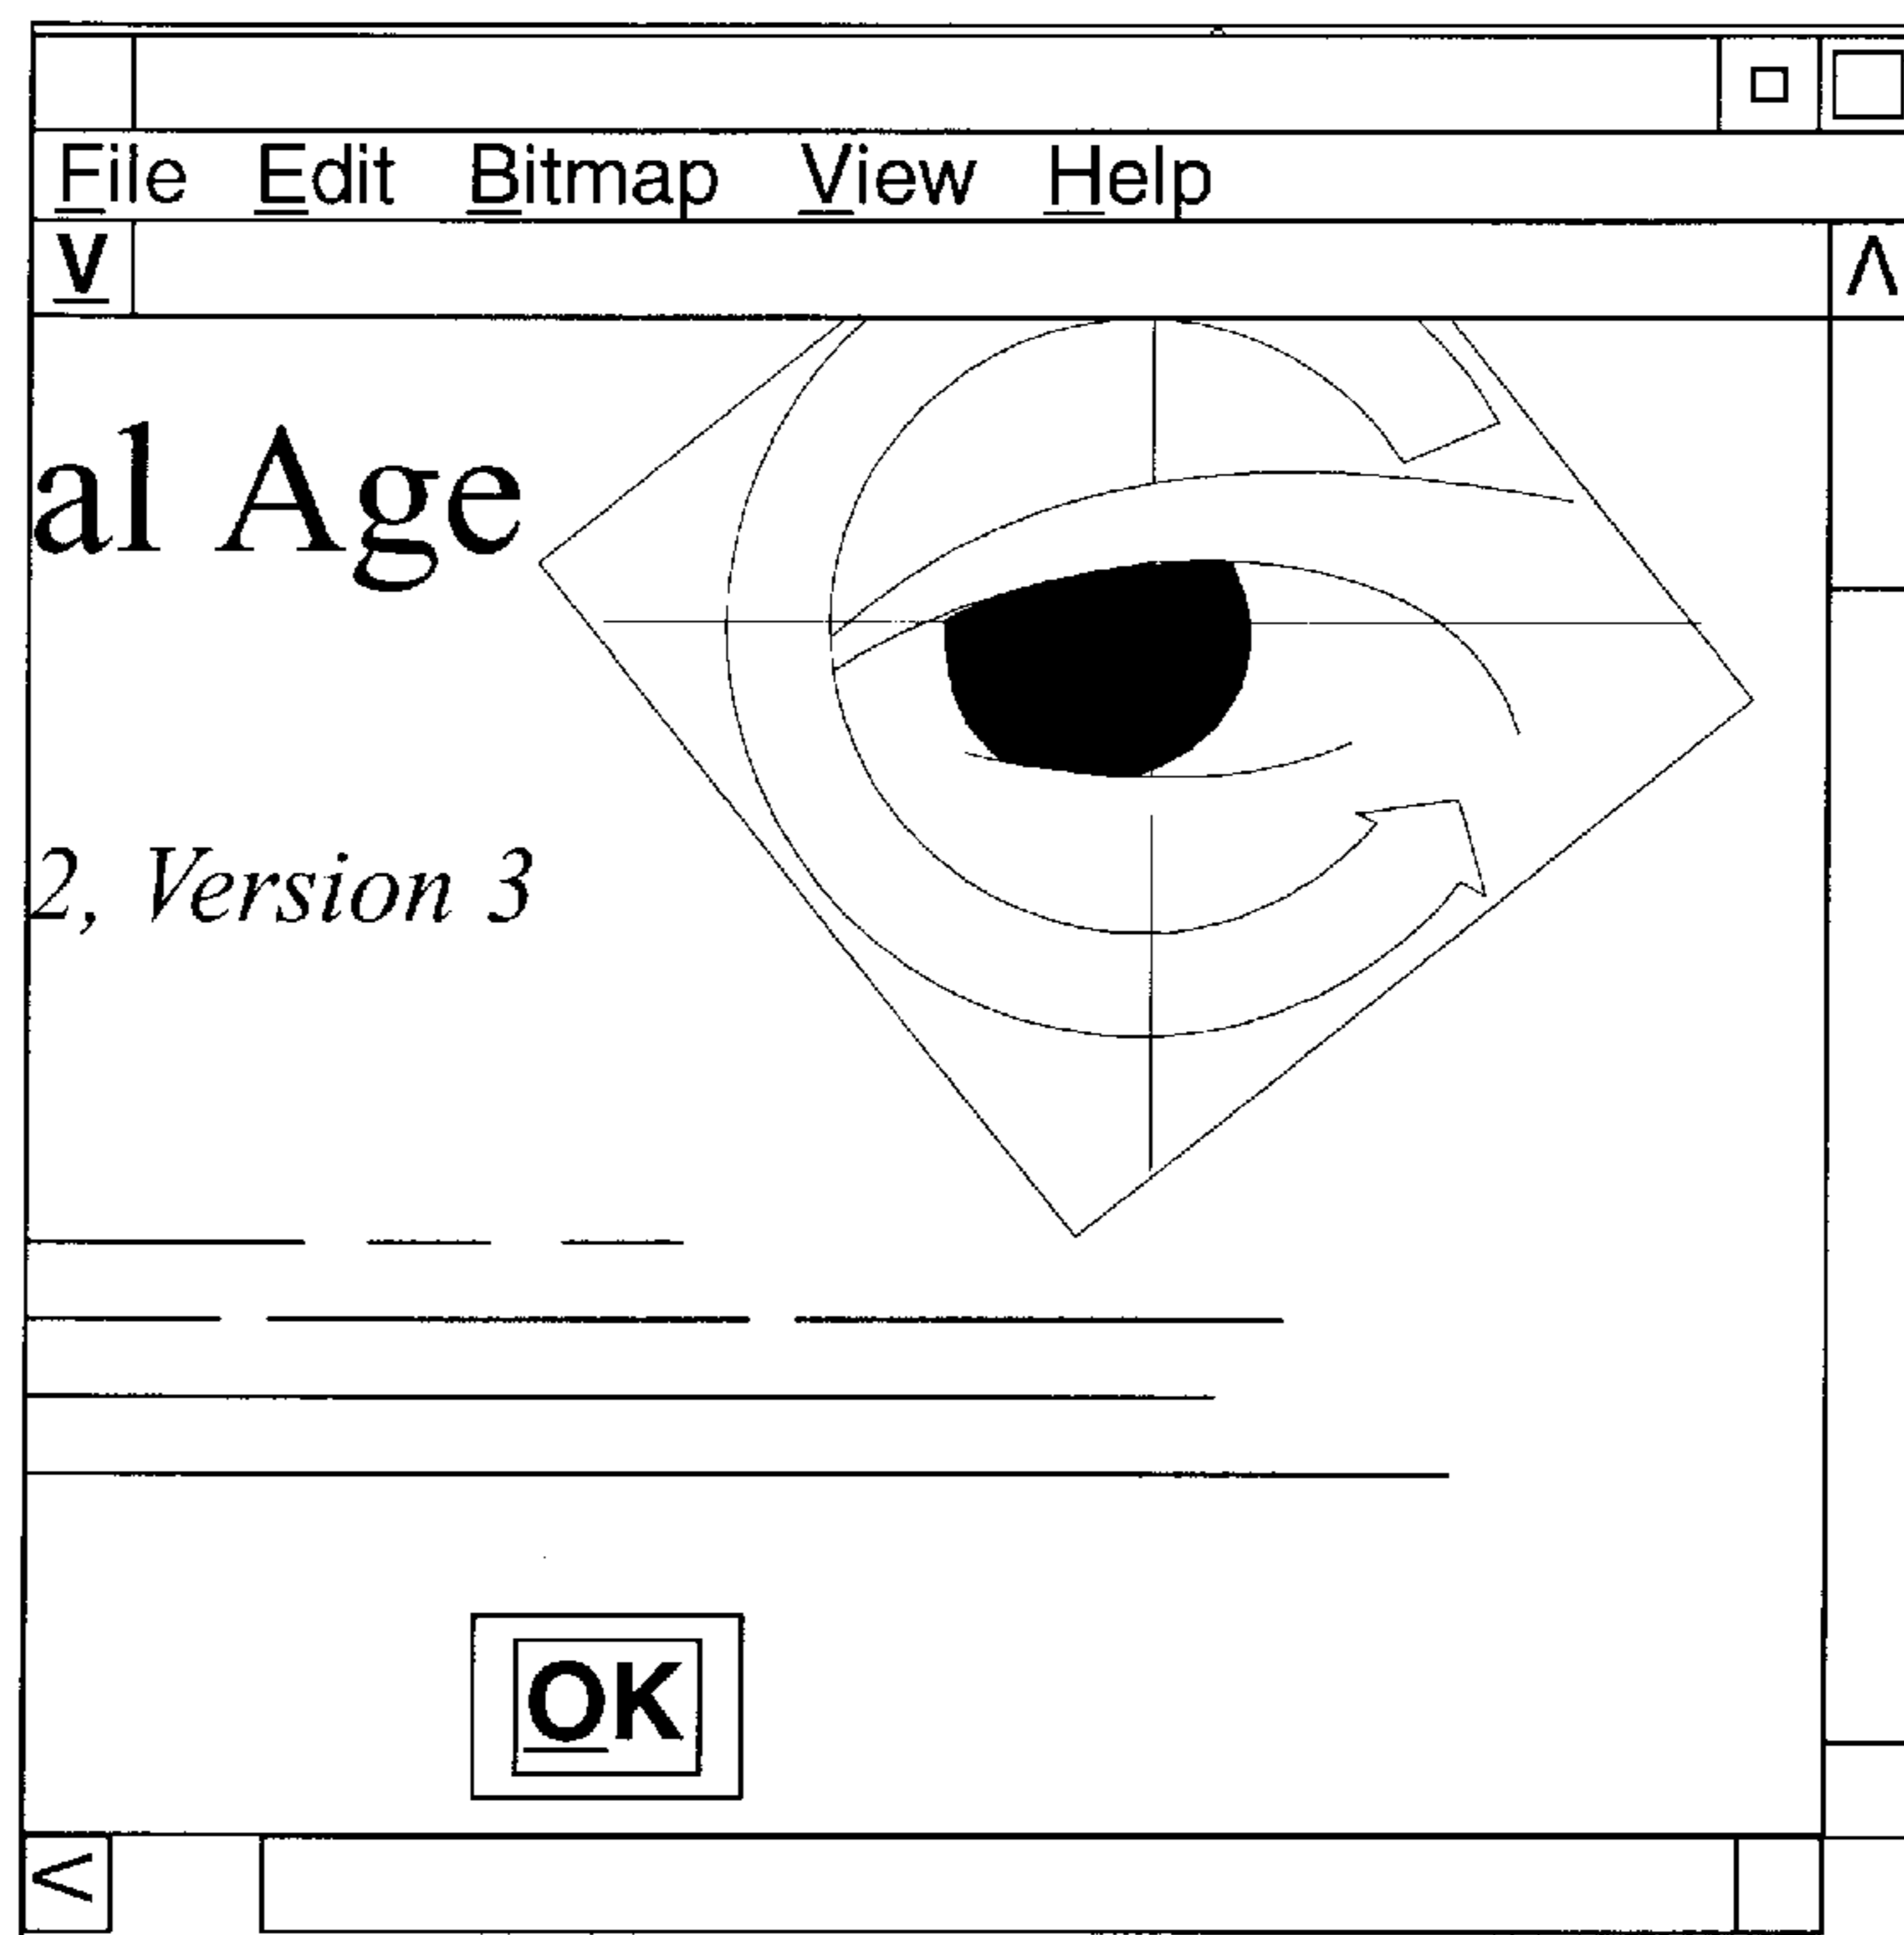 File Edit Bitmap View Help
V
^
al Age
2, Version 3
OK
<